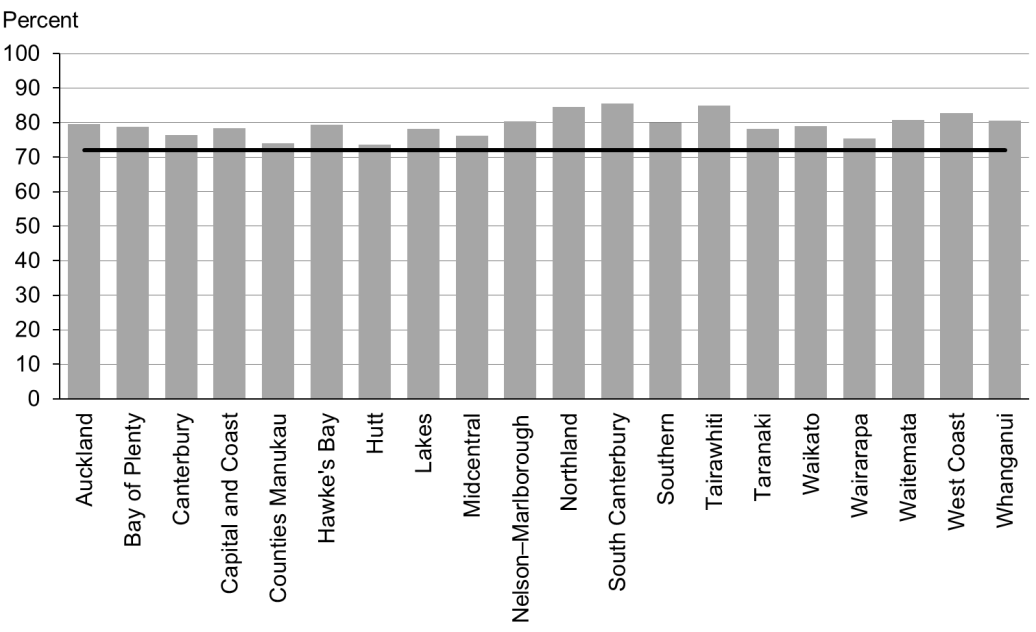 Percent
100
90
80
70
60
50
40
30
20
10
0
Auckland
Bay of Plenty
Canterbury
Capital and Coast
Counties Manukau
Hawke's Bay
Hutt
Lakes
Midcentral
Nelson–Marlborough
Northland
South Canterbury
Southern
Tairawhiti
Taranaki
Waikato
Wairarapa
Waitemata
West Coast
Whanganui